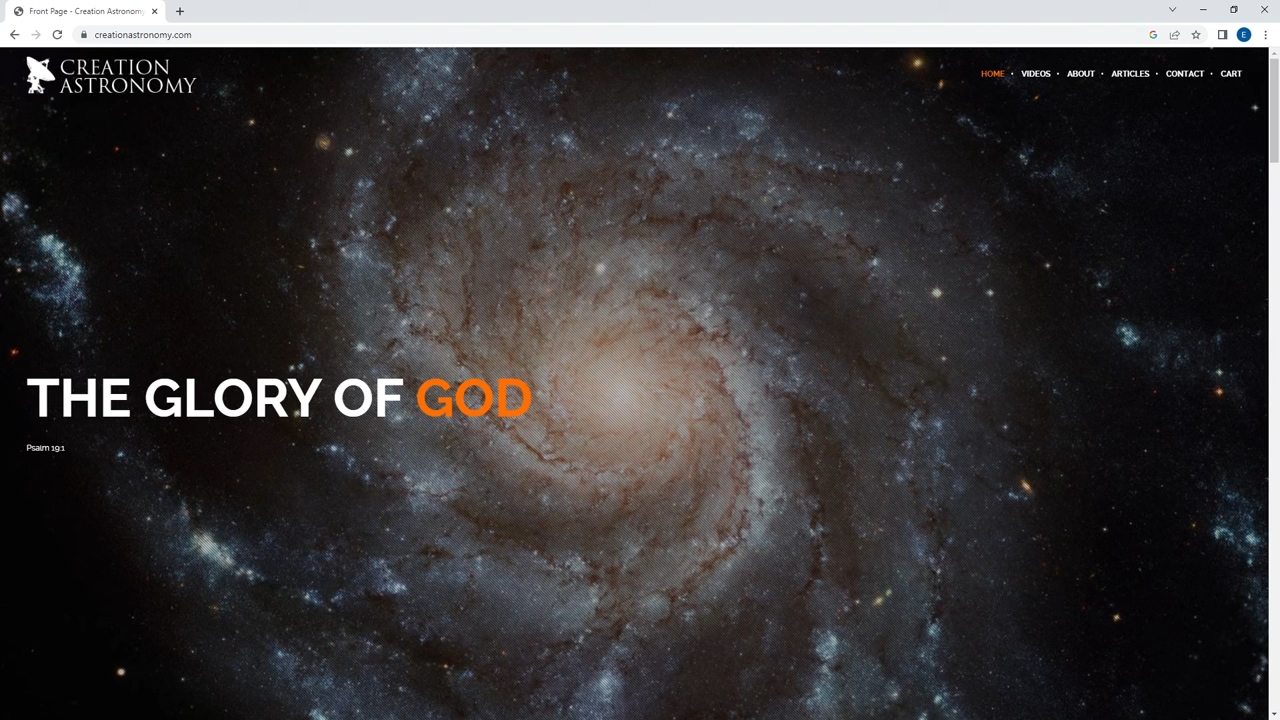 Front Page - Creation Astronomy
creationastronomy.com
E
CREATION
ASTRONOMY
HOME • VIDEOS • ABOUT • ARTICLES • CONTACT • CART
THE GLORY OF GOD
Psalm 19:1